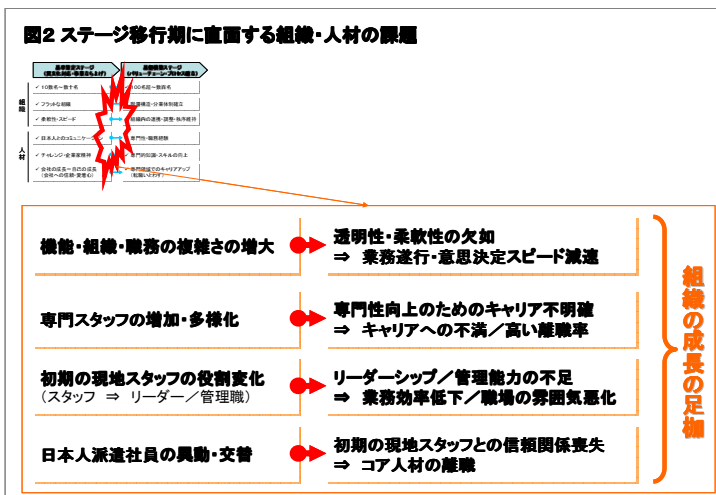 図2 ステージ移行期に直面する組織・人材の課題
組織
✓ 10数名～数十名
✓ フラットな組織
✓ 柔軟性・スピード
人材
✓ 日本人とのコミュニケーション
✓ チャレンジ・企業家精神
✓ 専門的知識・スキルの向上
✓ 会社の成長＝自己の成長
機能・組織・職務の複雑さの増大
透明性・柔軟性の欠如
⇒ 業務遂行・意思決定スピード減速
専門スタッフの増加・多様化
専門性向上のためのキャリア不明確
⇒ キャリアへの不満／高い離職率
初期の現地スタッフの役割変化
(スタッフ ⇒ リーダー／管理職)
リーダーシップ／管理能力の不足
⇒ 業務効率低下／職場の雰囲気悪化
日本人派遣社員の異動・交替
初期の現地スタッフとの信頼関係喪失
⇒ コア人材の離職
組織の成長の足枷